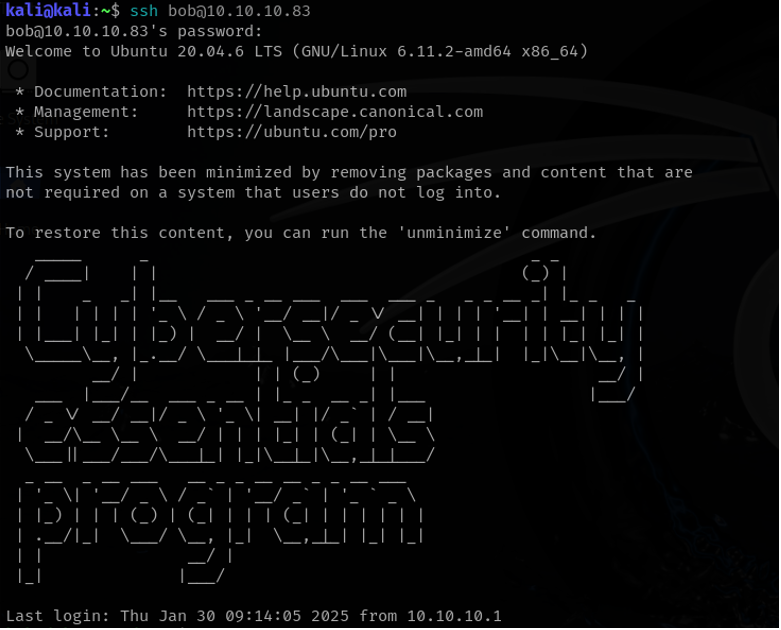 kali@kali:~$ ssh bob@10.10.10.83
bob@10.10.10.83's password:
Welcome to Ubuntu 20.04.6 LTS (GNU/Linux 6.11.2-amd64 x86_64)
* Documentation:  https://help.ubuntu.com
* Management:     https://landscape.canonical.com
* Support:        https://ubuntu.com/pro
This system has been minimized by removing packages and content that are
not required on a system that users do not log into.
To restore this content, you can run the 'unminimize' command.
Cybersecurity
essentials
program
Last login: Thu Jan 30 09:14:05 2025 from 10.10.10.1